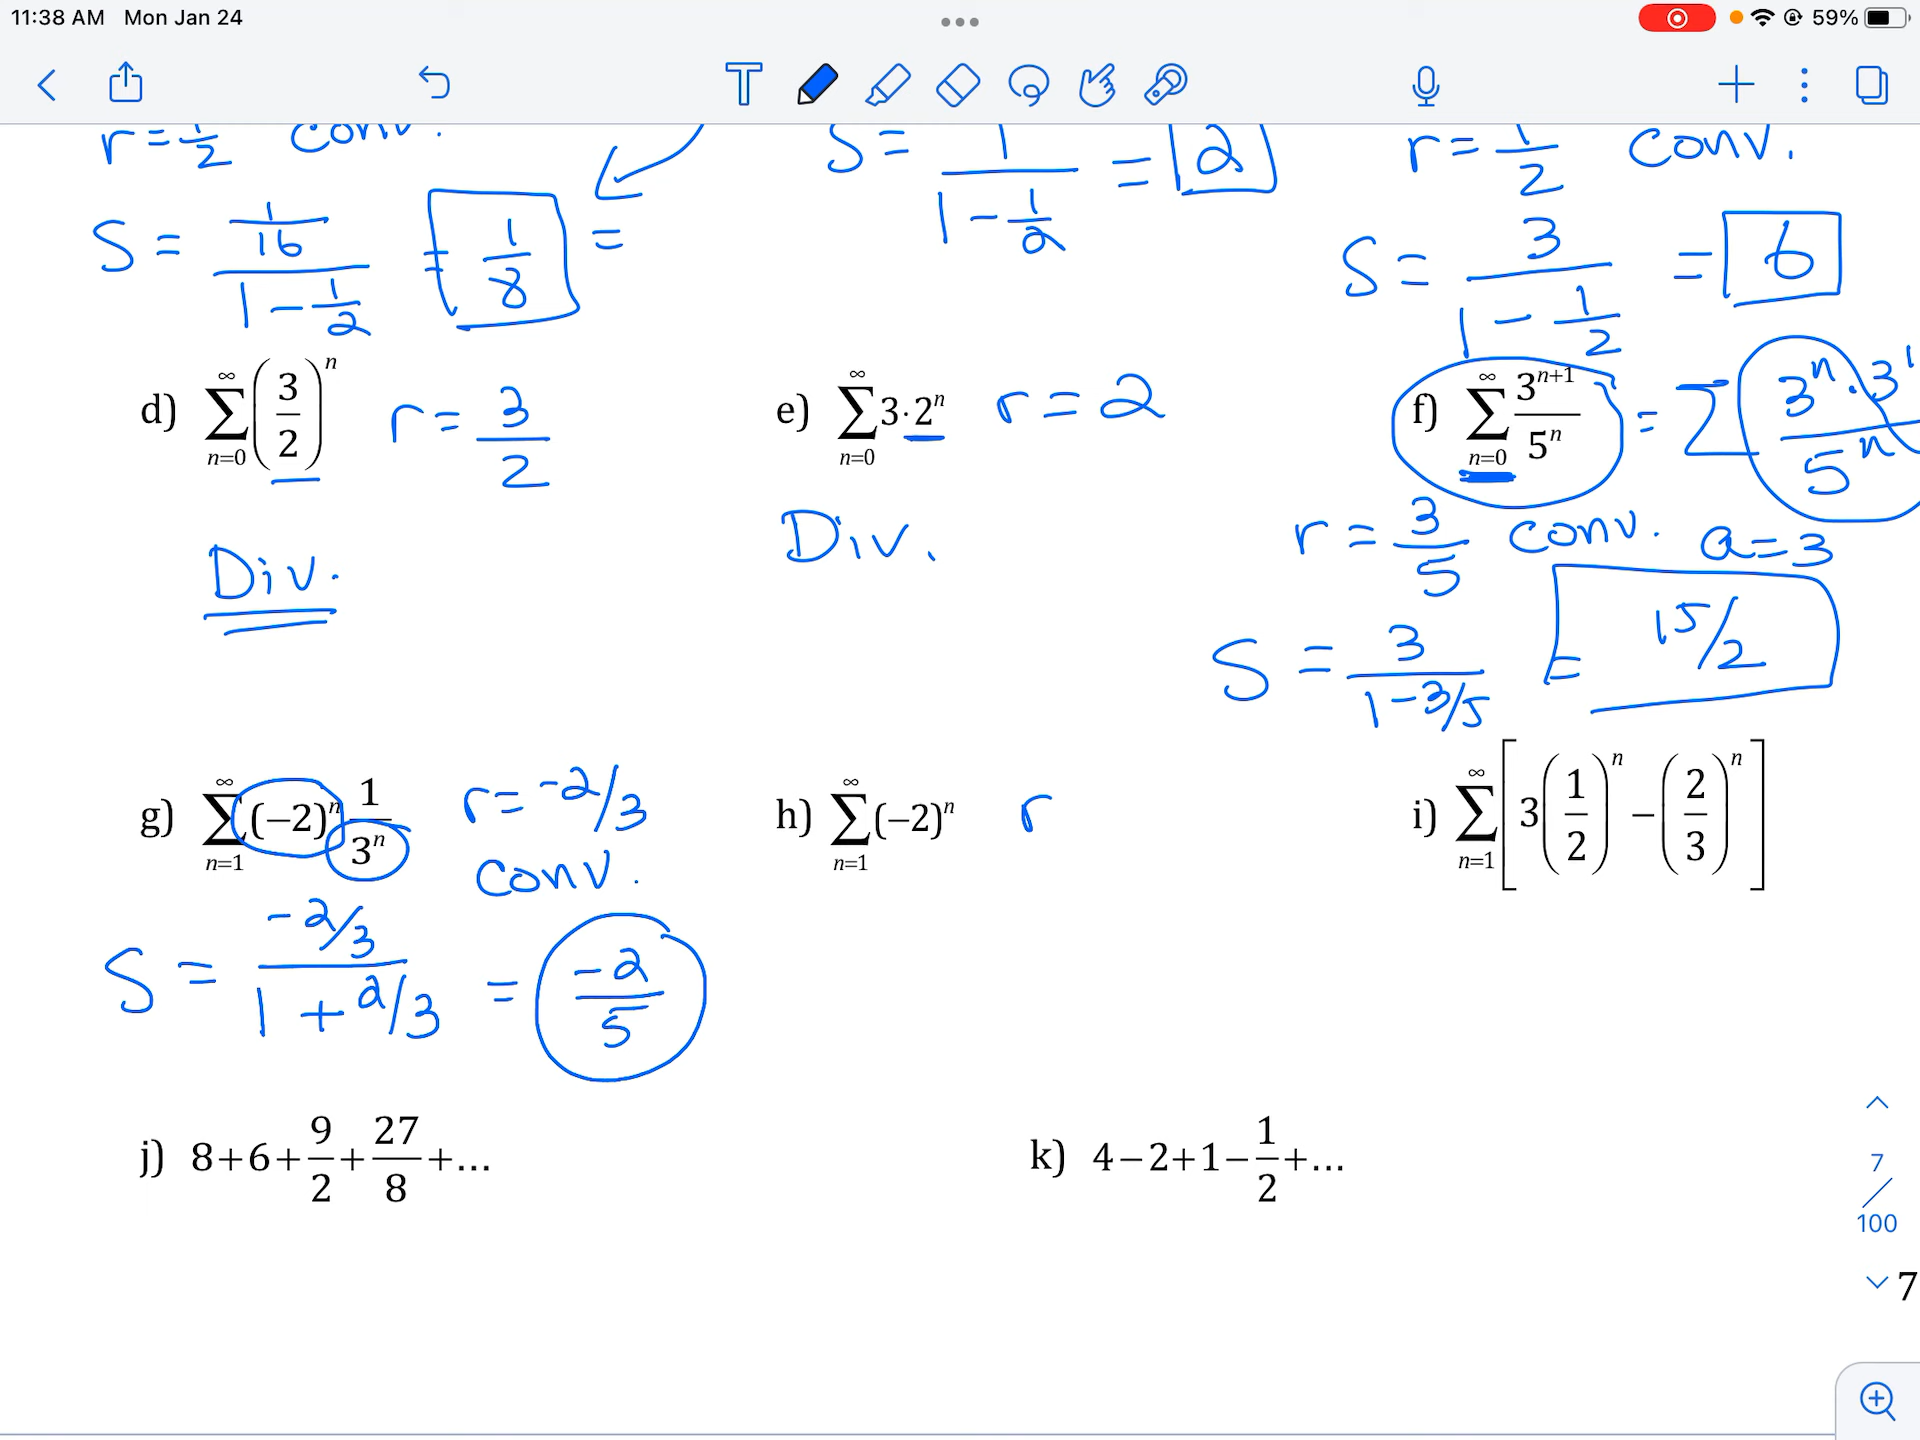 11:38 AM Mon Jan 24
59%
T
r = 1/2 conv.
S = 1/(1 - 1/2) = 2
r = 1/2 conv.
S = (1/16)/(1 - 1/2) = 1/8 =
S = 3/(1 - 1/2) = 6
d) ∑_{n=0}^{∞} (3/2)^n r = 3/2
e) ∑_{n=0}^{∞} 3·2^n r = 2
f) ∑_{n=0}^{∞} 3^{n+1}/5^n = ∑ 3^n · 3^1 / 5^n
Div.
Div.
r = 3/5 conv. a = 3
S = 3/(1 - 3/5) = 15/2
g) ∑_{n=1}^{∞} (−2)^n 1/3^n r = -2/3
conv.
S = (-2/3)/(1 + 2/3) = -2/5
h) ∑_{n=1}^{∞} (−2)^n r
i) ∑_{n=1}^{∞} [3(1/2)^n − (2/3)^n]
j) 8+6+9/2+27/8+...
k) 4−2+1−1/2+...
7/100
7